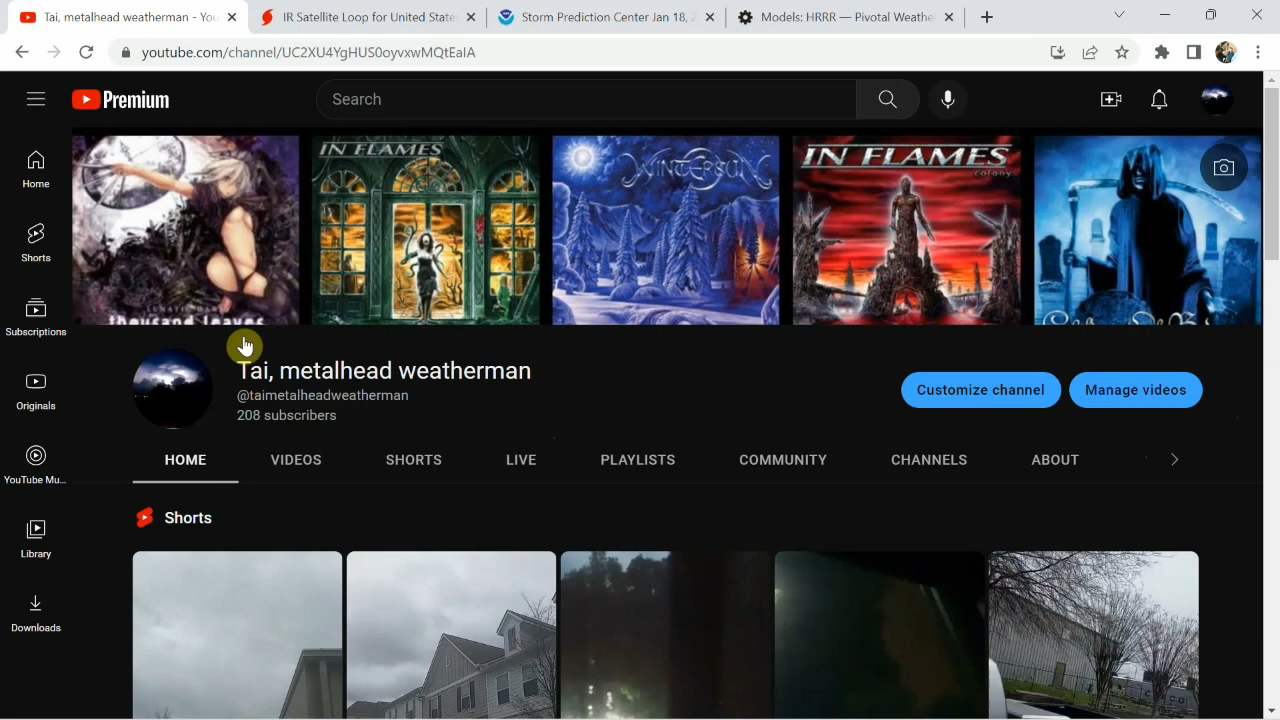 Tai, metalhead weatherman - You
IR Satellite Loop for United States
Storm Prediction Center Jan 18, 2
Models: HRRR — Pivotal Weathe
youtube.com/channel/UC2XU4YgHUS0oyvxwMQtEaIA
Premium
Search
Home
Shorts
Subscriptions
Originals
YouTube Mu...
Library
Downloads
thousand leaves
IN FLAMES
WINTERSUN
IN FLAMES
colony
Tai, metalhead weatherman
@taimetalheadweatherman
208 subscribers
Customize channel
Manage videos
HOME
VIDEOS
SHORTS
LIVE
PLAYLISTS
COMMUNITY
CHANNELS
ABOUT
Shorts